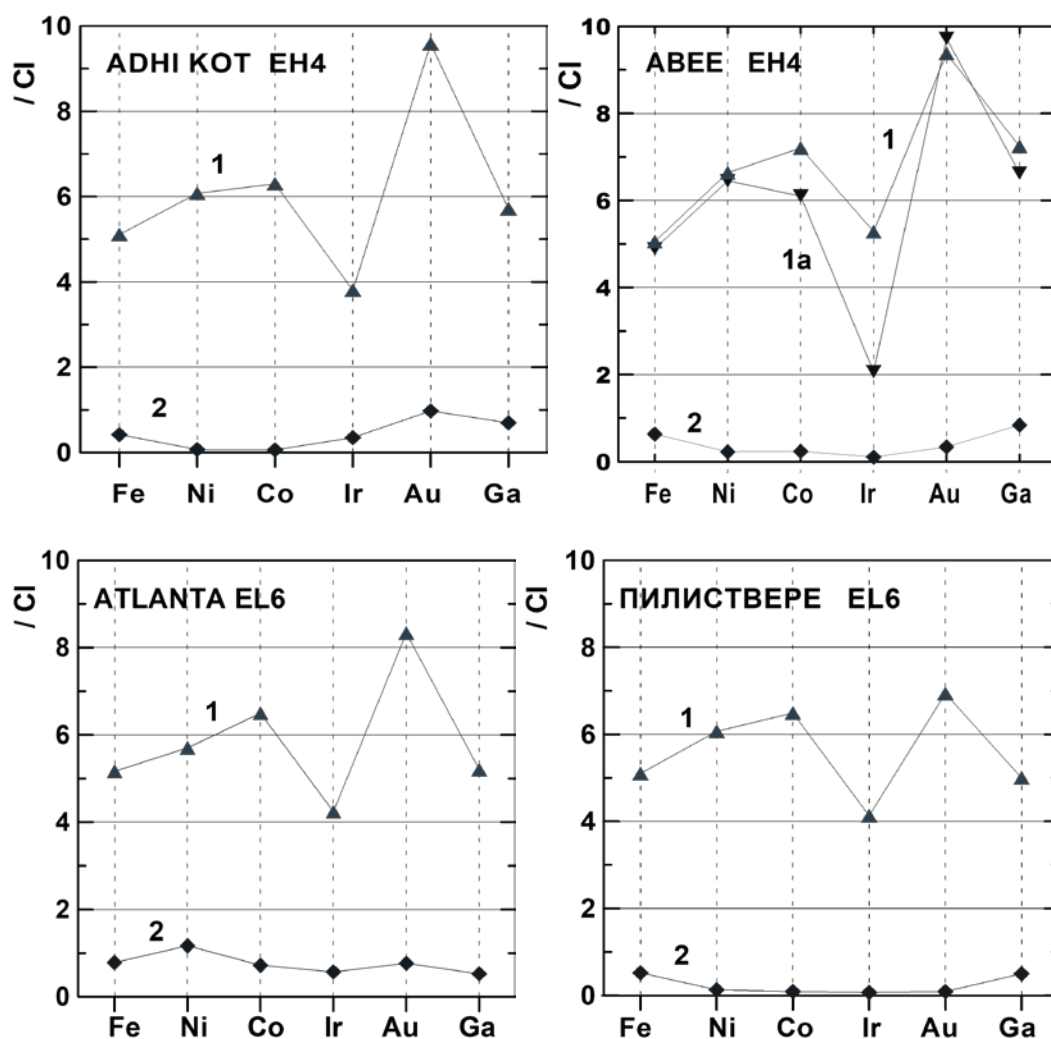 ADHI KOT EH4
/ CI
10
8
6
4
2
0
1
2
Fe Ni Co Ir Au Ga
ABEE EH4
/ CI
10
8
6
4
2
0
1
1a
2
Fe Ni Co Ir Au Ga
ATLANTA EL6
/ CI
10
8
6
4
2
0
1
2
Fe Ni Co Ir Au Ga
ПИЛИСТВЕРЕ EL6
/ CI
10
8
6
4
2
0
1
2
Fe Ni Co Ir Au Ga